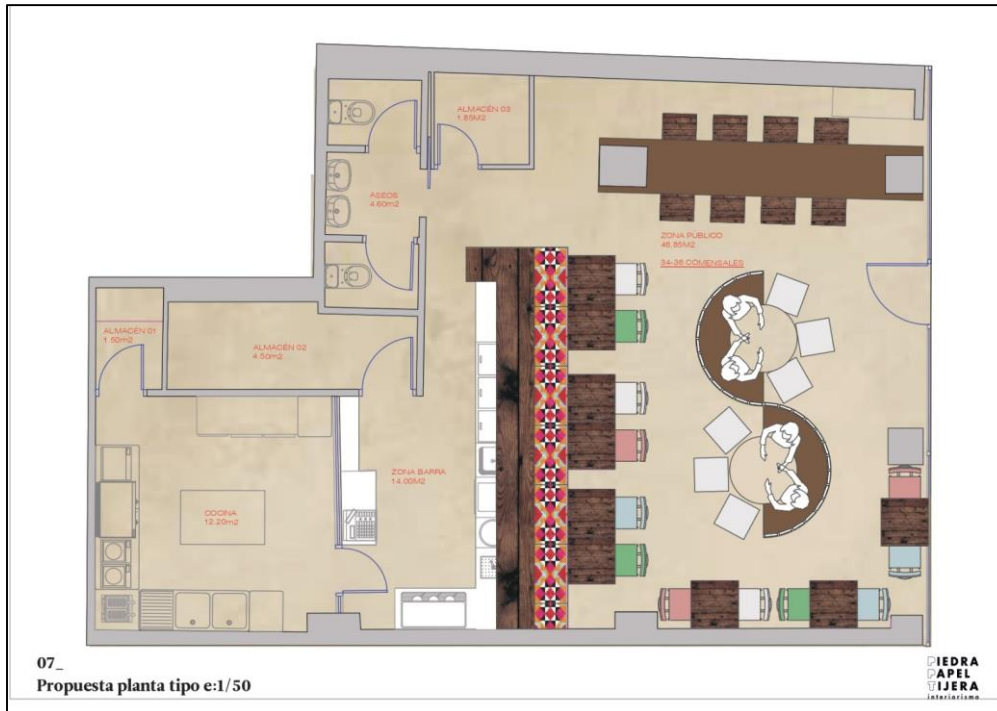 ALMACÉN 03
1.85M2
ASEOS
4.60m2
ZONA PÚBLICO
46,85M2
34-36 COMENSALES
ALMACÉN 01
1.50m2
ALMACÉN 02
4.50m2
ZONA BARRA
14.00M2
COCINA
12.20m2
07_
Propuesta planta tipo e:1/50
PIEDRA
PAPEL
TIJERA
interiorismo